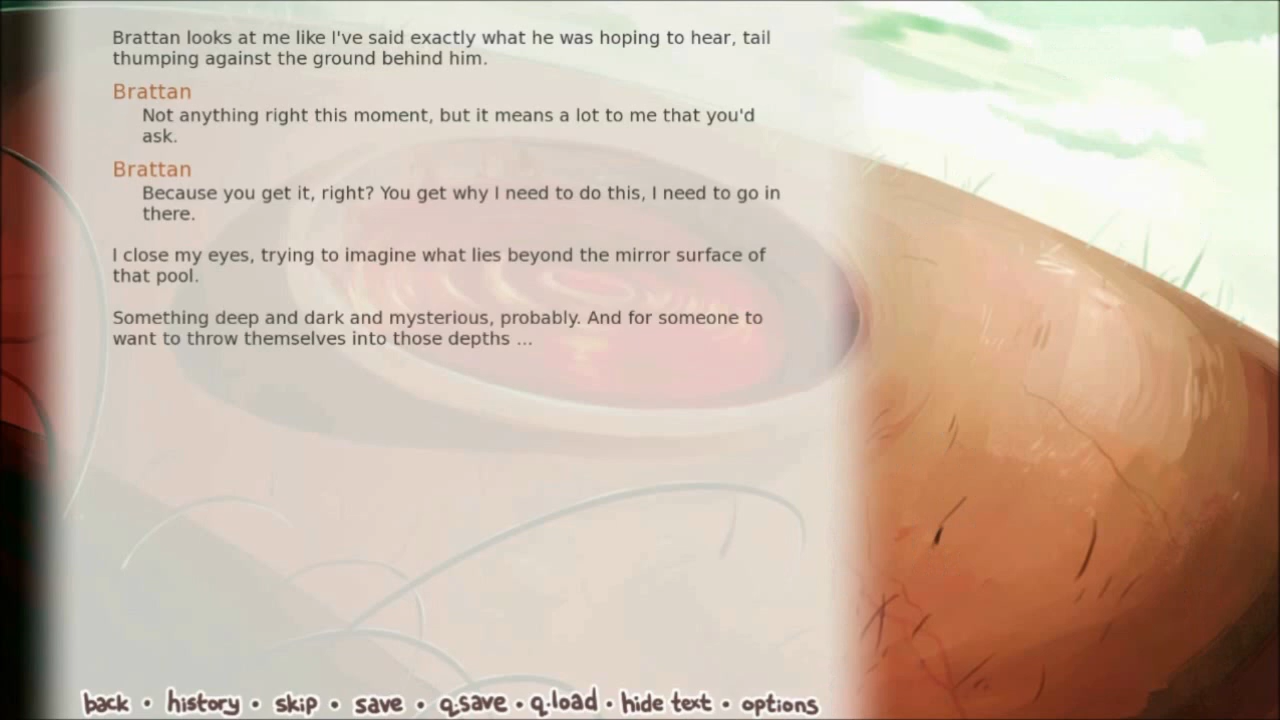 Brattan looks at me like I've said exactly what he was hoping to hear, tail
thumping against the ground behind him.
Brattan
Not anything right this moment, but it means a lot to me that you'd
ask.
Brattan
Because you get it, right? You get why I need to do this, I need to go in
there.
I close my eyes, trying to imagine what lies beyond the mirror surface of
that pool.
Something deep and dark and mysterious, probably. And for someone to
want to throw themselves into those depths ...
back • history • skip • save • q.save • q.load • hide text • options